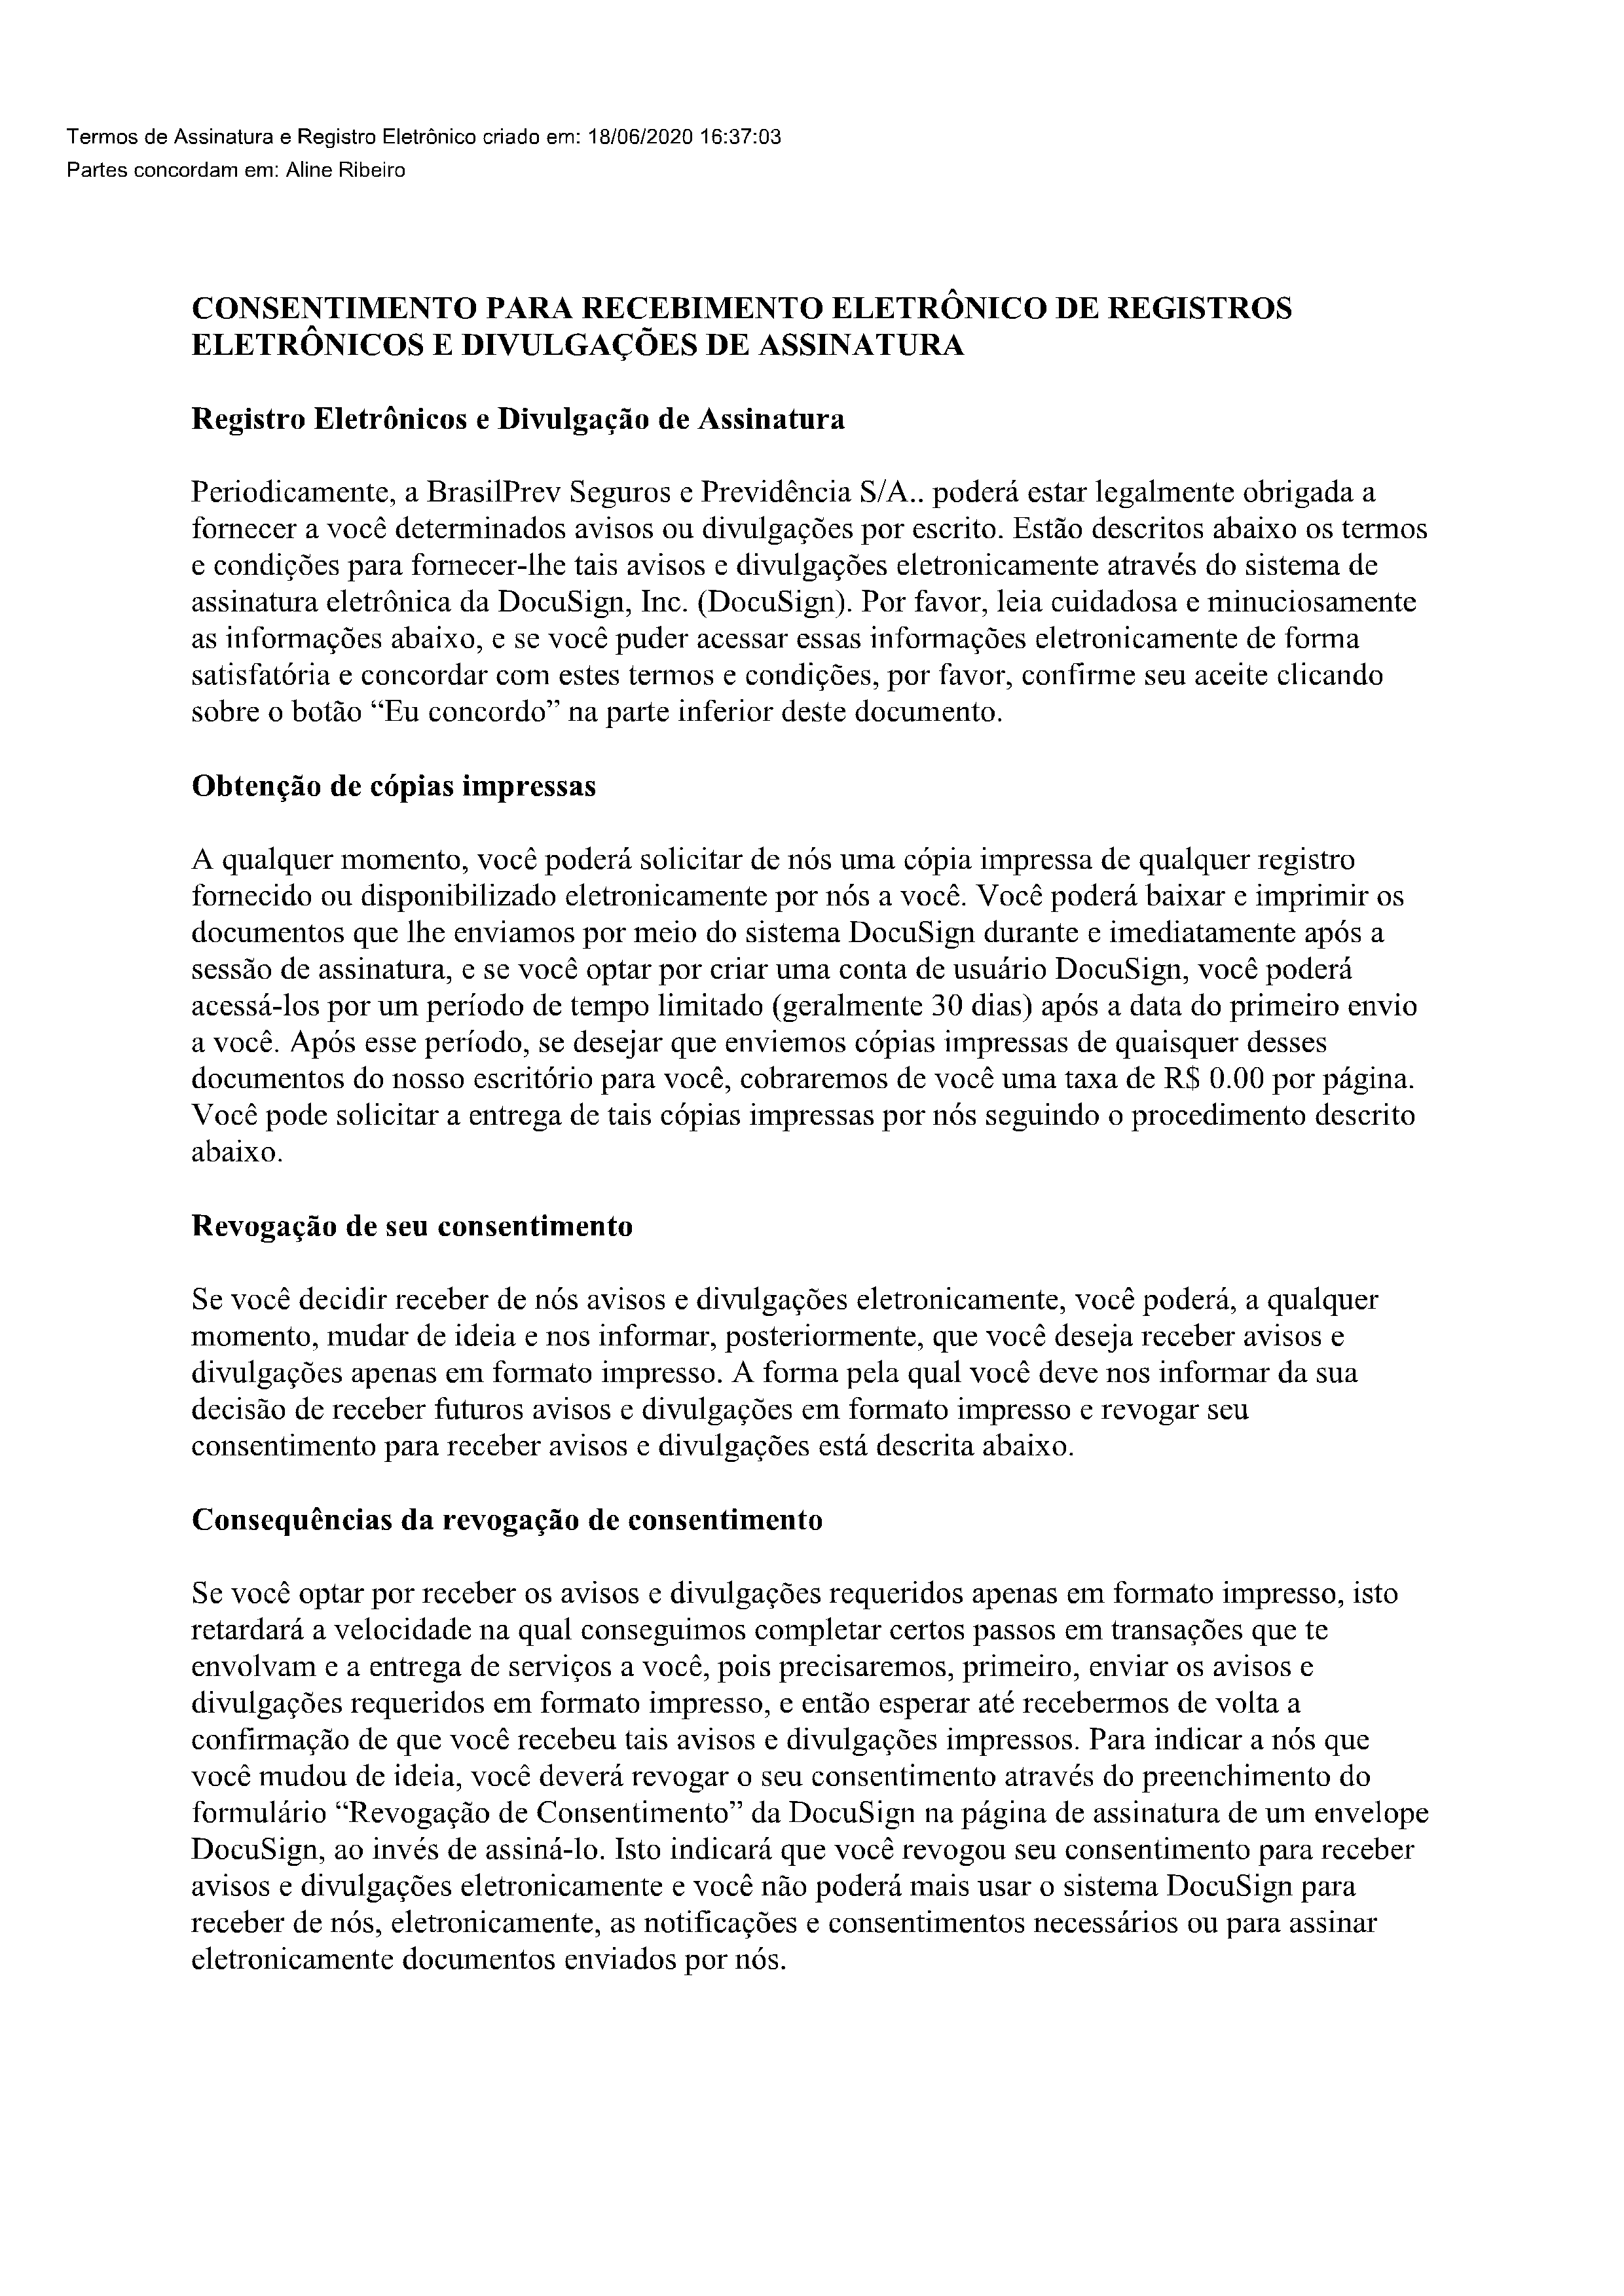 Termos de Assinatura e Registro Eletrônico criado em: 18/06/2020 16:37:03
Partes concordam em: Aline Ribeiro
CONSENTIMENTO PARA RECEBIMENTO ELETRÔNICO DE REGISTROS
ELETRÔNICOS E DIVULGAÇÕES DE ASSINATURA
Registro Eletrônicos e Divulgação de Assinatura
Periodicamente, a BrasilPrev Seguros e Previdência S/A.. poderá estar legalmente obrigada a
fornecer a você determinados avisos ou divulgações por escrito. Estão descritos abaixo os termos
e condições para fornecer-lhe tais avisos e divulgações eletronicamente através do sistema de
assinatura eletrônica da DocuSign, Inc. (DocuSign). Por favor, leia cuidadosa e minuciosamente
as informações abaixo, e se você puder acessar essas informações eletronicamente de forma
satisfatória e concordar com estes termos e condições, por favor, confirme seu aceite clicando
sobre o botão “Eu concordo” na parte inferior deste documento.
Obtenção de cópias impressas
A qualquer momento, você poderá solicitar de nós uma cópia impressa de qualquer registro
fornecido ou disponibilizado eletronicamente por nós a você. Você poderá baixar e imprimir os
documentos que lhe enviamos por meio do sistema DocuSign durante e imediatamente após a
sessão de assinatura, e se você optar por criar uma conta de usuário DocuSign, você poderá
acessá-los por um período de tempo limitado (geralmente 30 dias) após a data do primeiro envio
a você. Após esse período, se desejar que enviemos cópias impressas de quaisquer desses
documentos do nosso escritório para você, cobraremos de você uma taxa de R$ 0.00 por página.
Você pode solicitar a entrega de tais cópias impressas por nós seguindo o procedimento descrito
abaixo.
Revogação de seu consentimento
Se você decidir receber de nós avisos e divulgações eletronicamente, você poderá, a qualquer
momento, mudar de ideia e nos informar, posteriormente, que você deseja receber avisos e
divulgações apenas em formato impresso. A forma pela qual você deve nos informar da sua
decisão de receber futuros avisos e divulgações em formato impresso e revogar seu
consentimento para receber avisos e divulgações está descrita abaixo.
Consequências da revogação de consentimento
Se você optar por receber os avisos e divulgações requeridos apenas em formato impresso, isto
retardará a velocidade na qual conseguimos completar certos passos em transações que te
envolvam e a entrega de serviços a você, pois precisaremos, primeiro, enviar os avisos e
divulgações requeridos em formato impresso, e então esperar até recebermos de volta a
confirmação de que você recebeu tais avisos e divulgações impressos. Para indicar a nós que
você mudou de ideia, você deverá revogar o seu consentimento através do preenchimento do
formulário “Revogação de Consentimento” da DocuSign na página de assinatura de um envelope
DocuSign, ao invés de assiná-lo. Isto indicará que você revogou seu consentimento para receber
avisos e divulgações eletronicamente e você não poderá mais usar o sistema DocuSign para
receber de nós, eletronicamente, as notificações e consentimentos necessários ou para assinar
eletronicamente documentos enviados por nós.